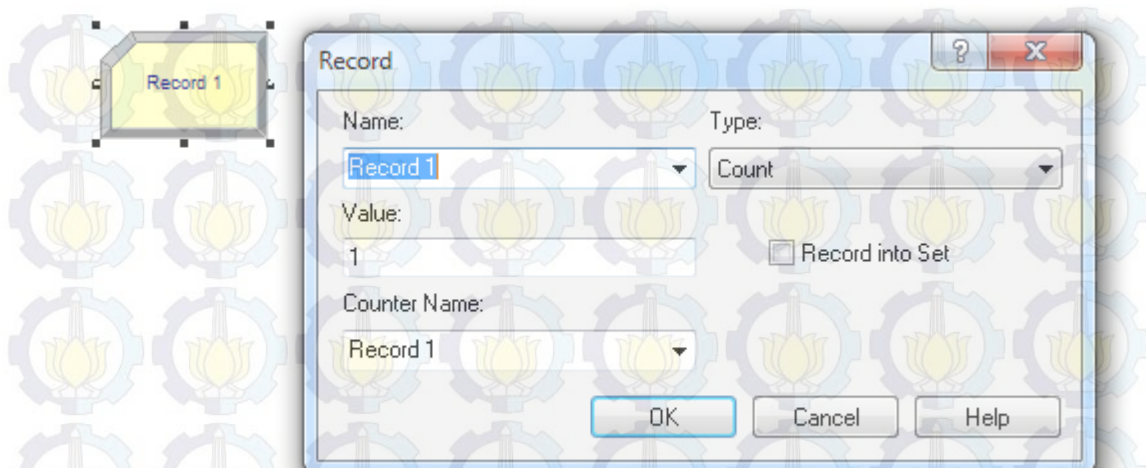 Record 1
Record
Name:
Type:
Record 1
Count
Value:
1
Record into Set
Counter Name:
Record 1
OK
Cancel
Help